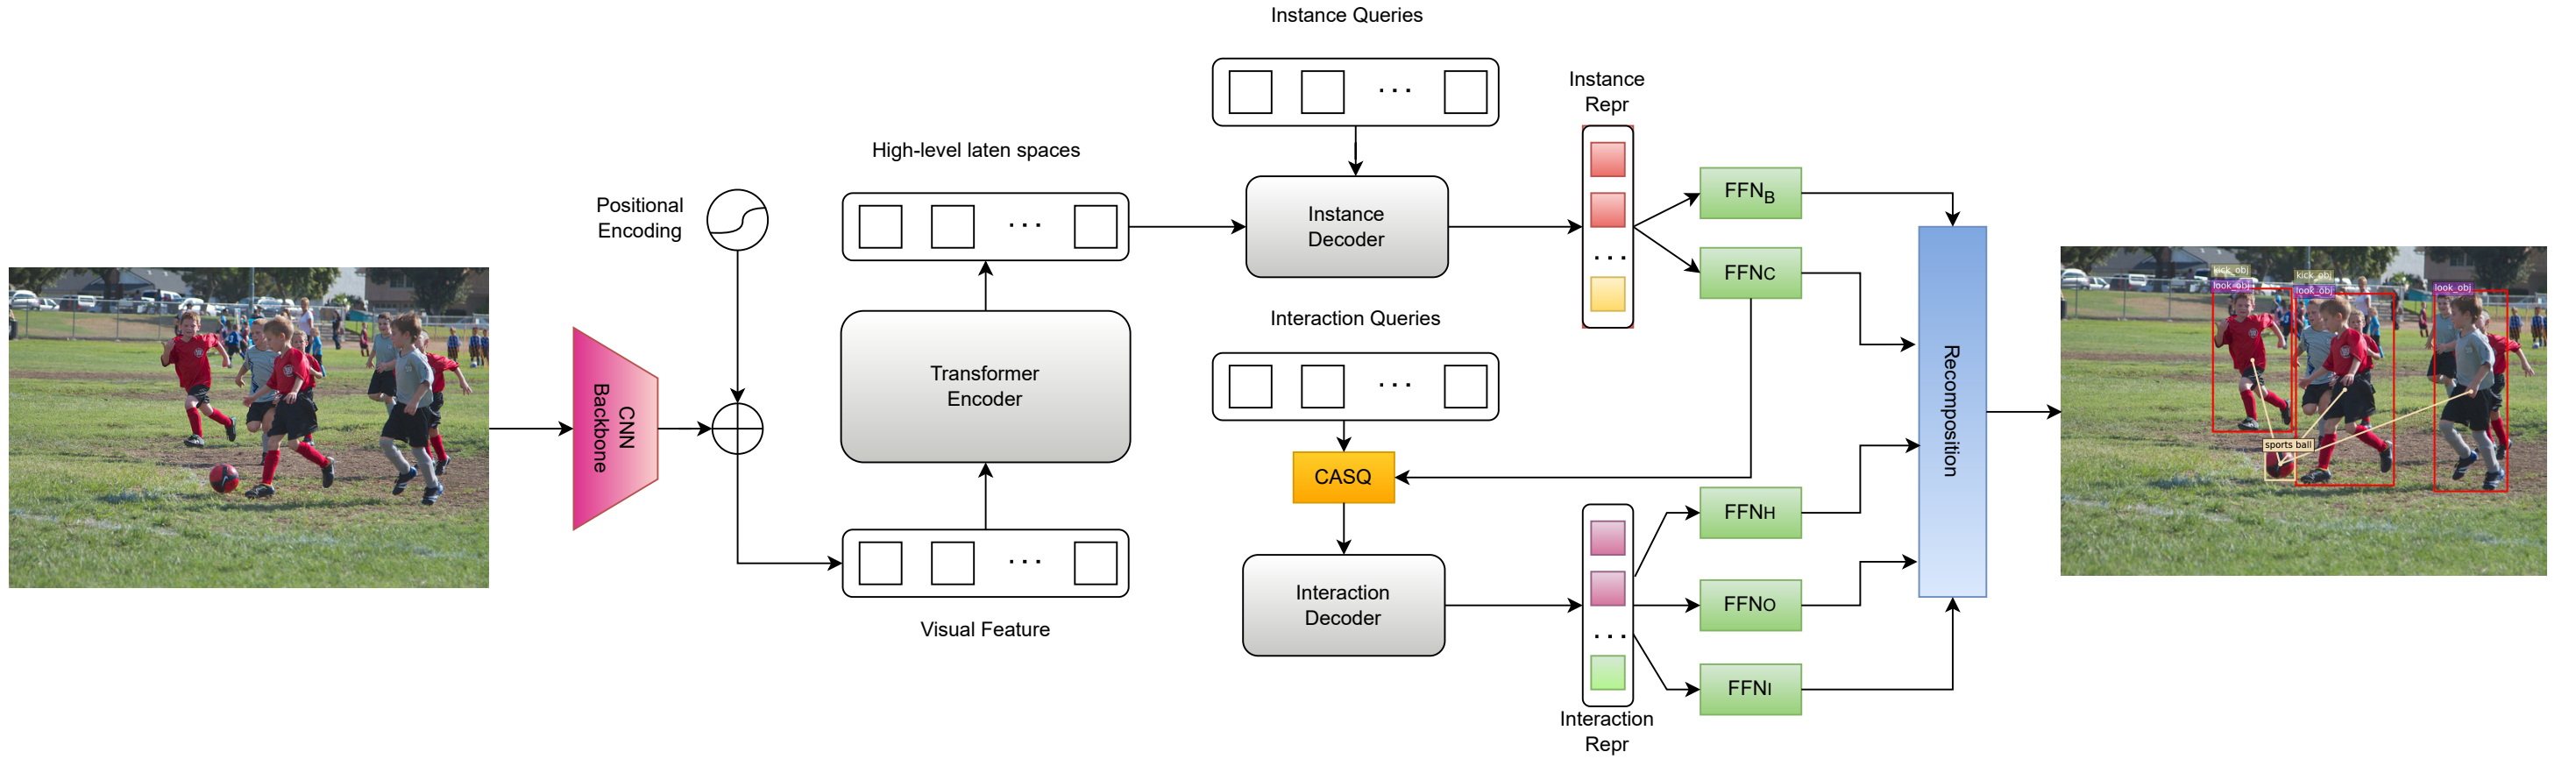 Instance Queries
Instance
Repr
High-level laten spaces
Positional
Encoding
Instance
Decoder
FFNB
FFNC
Interaction Queries
CNN
Backbone
Transformer
Encoder
CASQ
Recomposition
FFNH
Interaction
Decoder
FFNO
Visual Feature
FFNI
Interaction
Repr
kick_obj
look_obj
kick_obj
look_obj
look_obj
sports ball